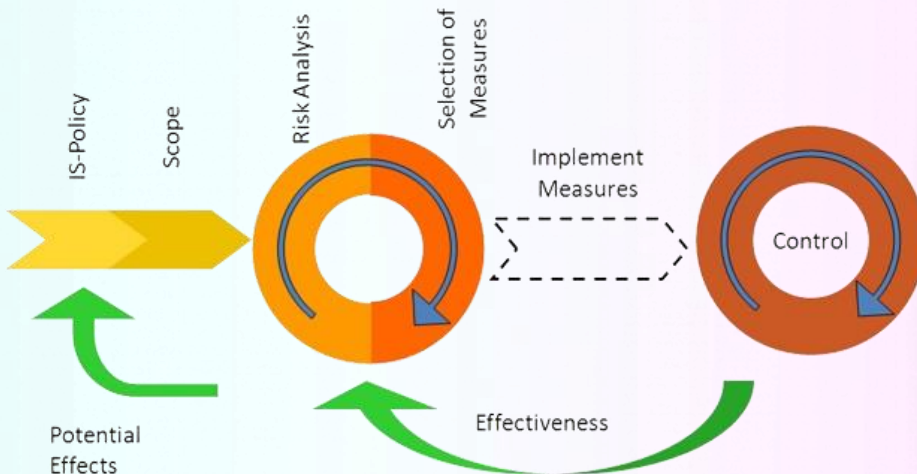 IS-Policy
Scope
Risk Analysis
Selection of
Measures
Implement
Measures
Control
Effectiveness
Potential
Effects